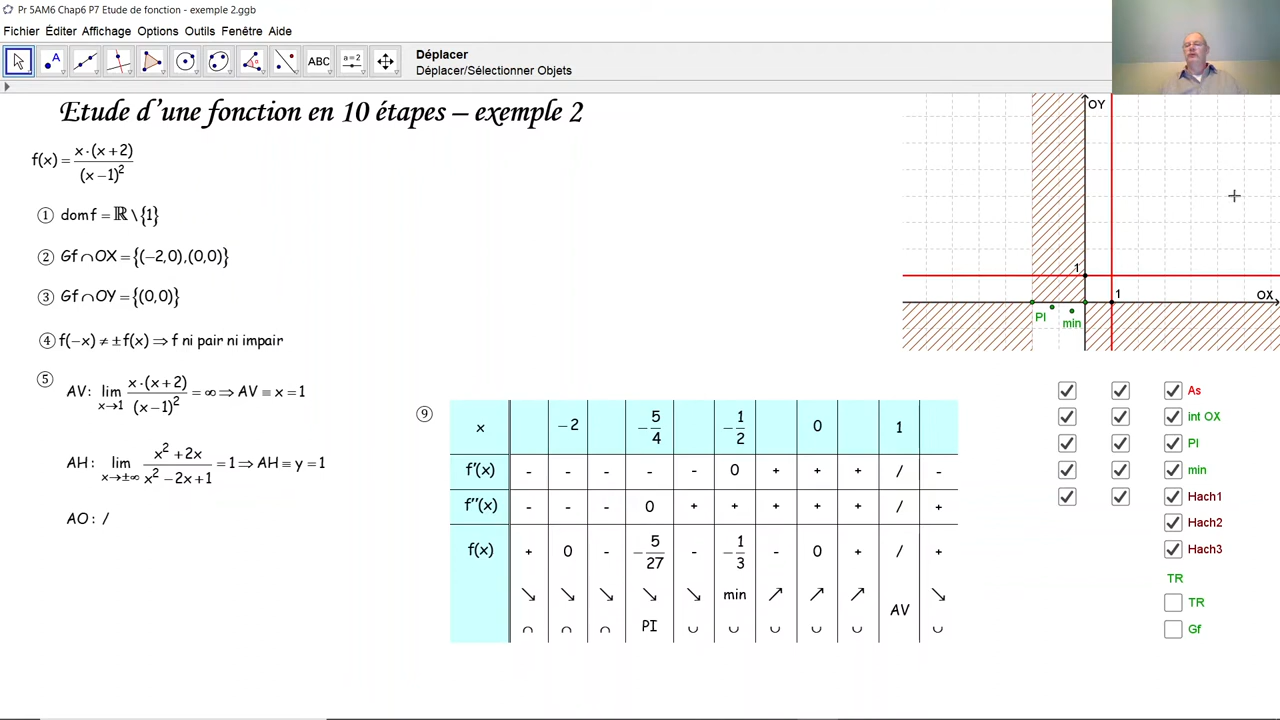 Pr 5AM6 Chap6 P7 Etude de fonction - exemple 2.ggb
Fichier Éditer Affichage Options Outils Fenêtre Aide
A
α
ABC
a=2
Déplacer
Déplacer/Sélectionner Objets
Etude d'une fonction en 10 étapes – exemple 2
f(x) = x·(x+2) / (x−1)²
① dom f = ℝ \ {1}
② Gf ∩ OX = {(−2,0),(0,0)}
③ Gf ∩ OY = {(0,0)}
④ f(−x) ≠ ± f(x) ⇒ f ni pair ni impair
⑤
AV: lim x→1 x·(x+2) / (x−1)² = ∞ ⇒ AV ≡ x = 1
AH: lim x→±∞ x²+2x / x²−2x+1 = 1 ⇒ AH ≡ y = 1
AO: /
⑨
x −2 −5/4 −1/2 0 1
f'(x) - - - - - 0 + + + / -
f''(x) - - - 0 + + + + + / +
f(x) + 0 - −5/27 - −1/3 - 0 + / +
↘ ↘ ↘ ↘ ↘ min ↗ ↗ ↗ AV ↘
∩ ∩ ∩ PI ∪ ∪ ∪ ∪ ∪ ∪
OY
1
1
OX
PI
min
As
int OX
PI
min
Hach1
Hach2
Hach3
TR
TR
Gf